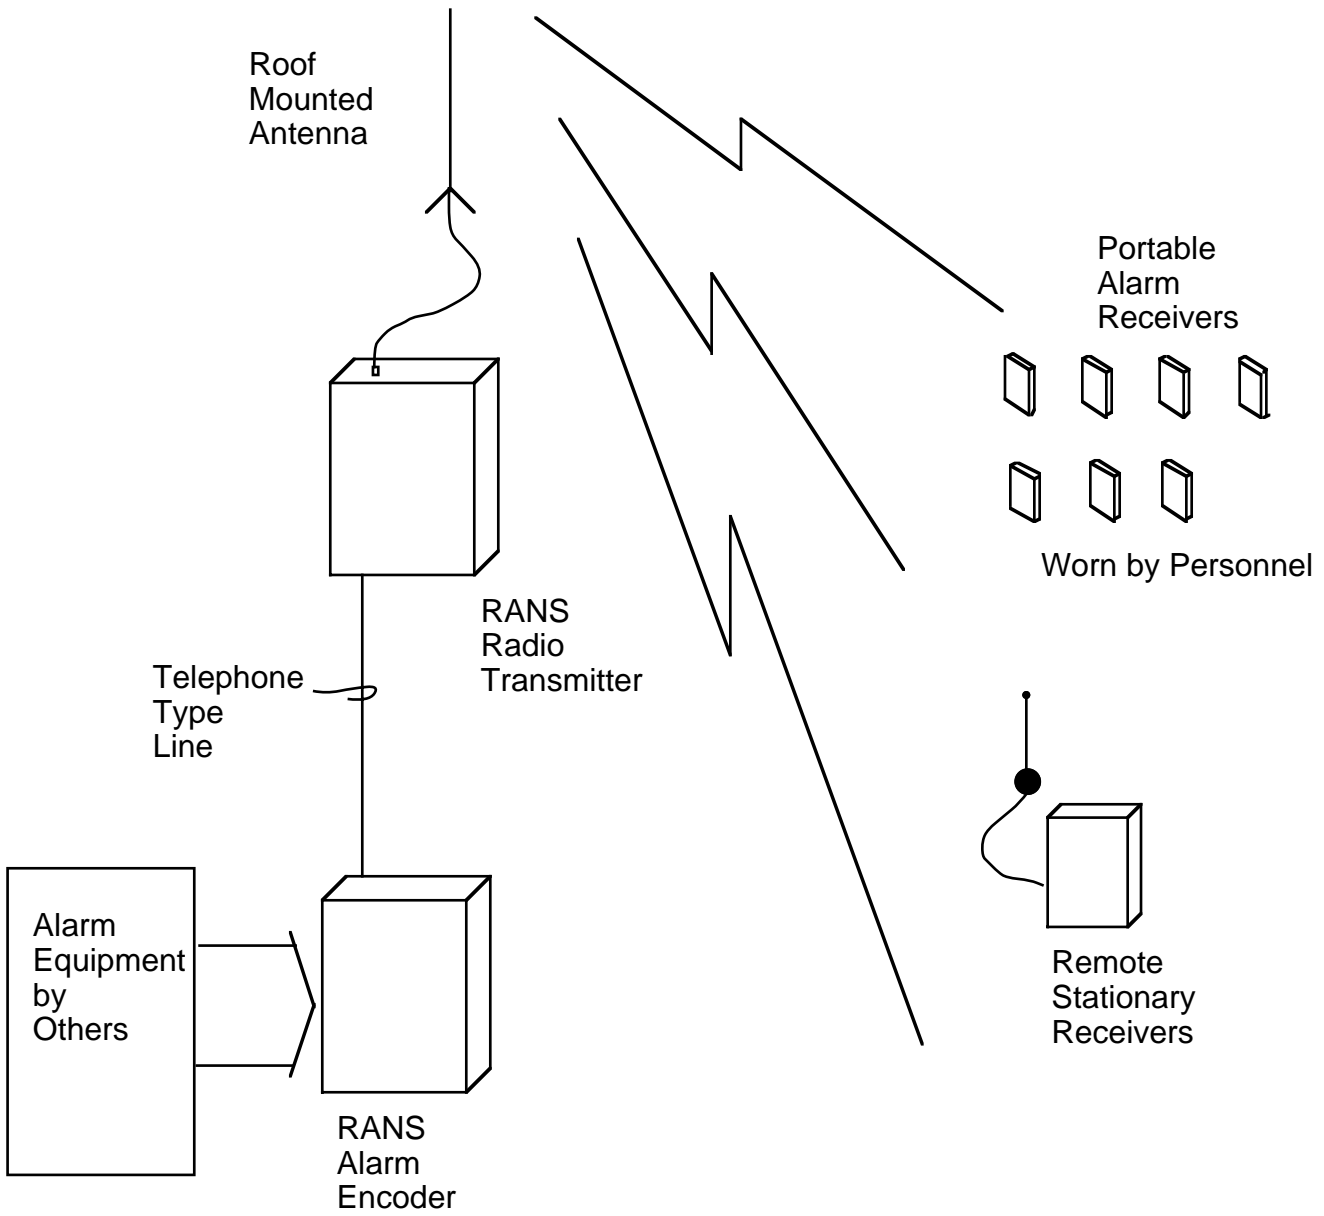 Roof
Mounted
Antenna
Portable
Alarm
Receivers
Worn by Personnel
RANS
Radio
Transmitter
Telephone
Type
Line
Alarm
Equipment
by
Others
Remote
Stationary
Receivers
RANS
Alarm
Encoder